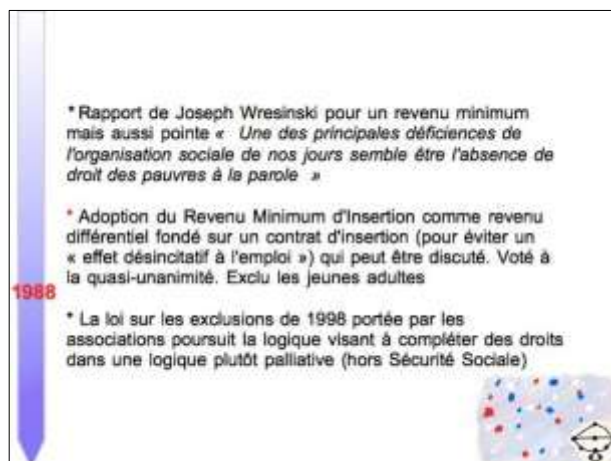 * Rapport de Joseph Wresinski pour un revenu minimum
mais aussi pointe « Une des principales déficiences de
l'organisation sociale de nos jours semble être l'absence de
droit des pauvres à la parole »
* Adoption du Revenu Minimum d'Insertion comme revenu
différentiel fondé sur un contrat d'insertion (pour éviter un
« effet désincitatif à l'emploi ») qui peut être discuté. Voté à
la quasi-unanimité. Exclu les jeunes adultes
1988
* La loi sur les exclusions de 1998 portée par les
associations poursuit la logique visant à compléter des droits
dans une logique plutôt palliative (hors Sécurité Sociale)